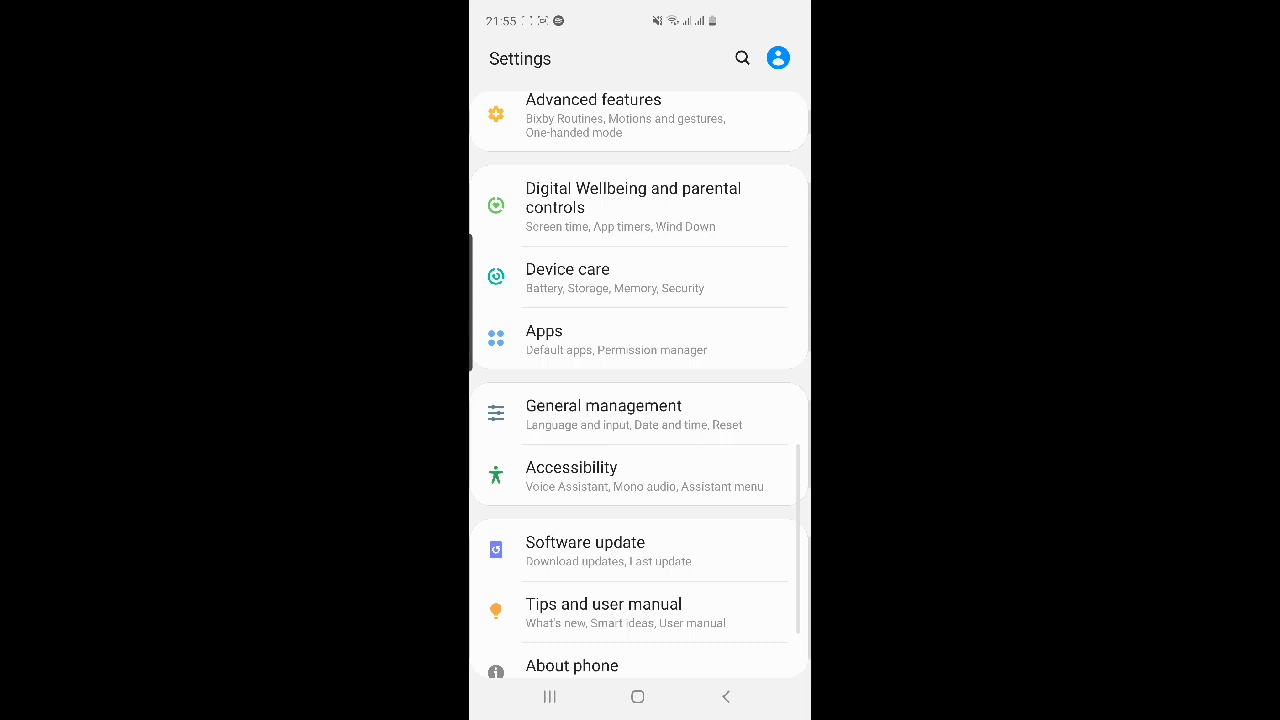 21:55
Settings
Advanced features
Bixby Routines, Motions and gestures,
One-handed mode
Digital Wellbeing and parental
controls
Screen time, App timers, Wind Down
Device care
Battery, Storage, Memory, Security
Apps
Default apps, Permission manager
General management
Language and input, Date and time, Reset
Accessibility
Voice Assistant, Mono audio, Assistant menu
Software update
Download updates, Last update
Tips and user manual
What's new, Smart ideas, User manual
About phone